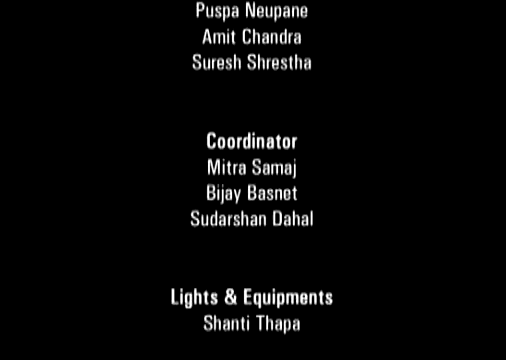 Puspa Neupane
Amit Chandra
Suresh Shrestha
Coordinator
Mitra Samaj
Bijay Basnet
Sudarshan Dahal
Lights & Equipments
Shanti Thapa